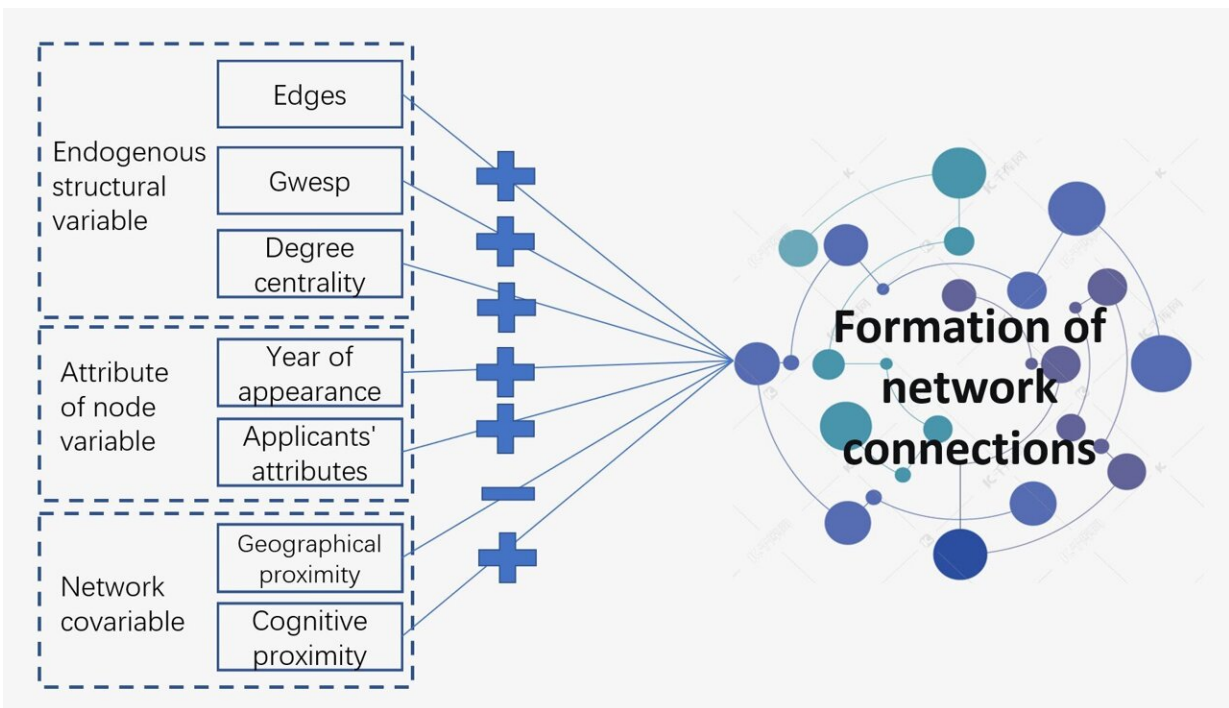 Edges
Endogenous
structural
variable
Gwesp
Degree
centrality
Attribute
of node
variable
Year of
appearance
Applicants'
attributes
Network
covariable
Geographical
proximity
Cognitive
proximity
Formation of
network
connections